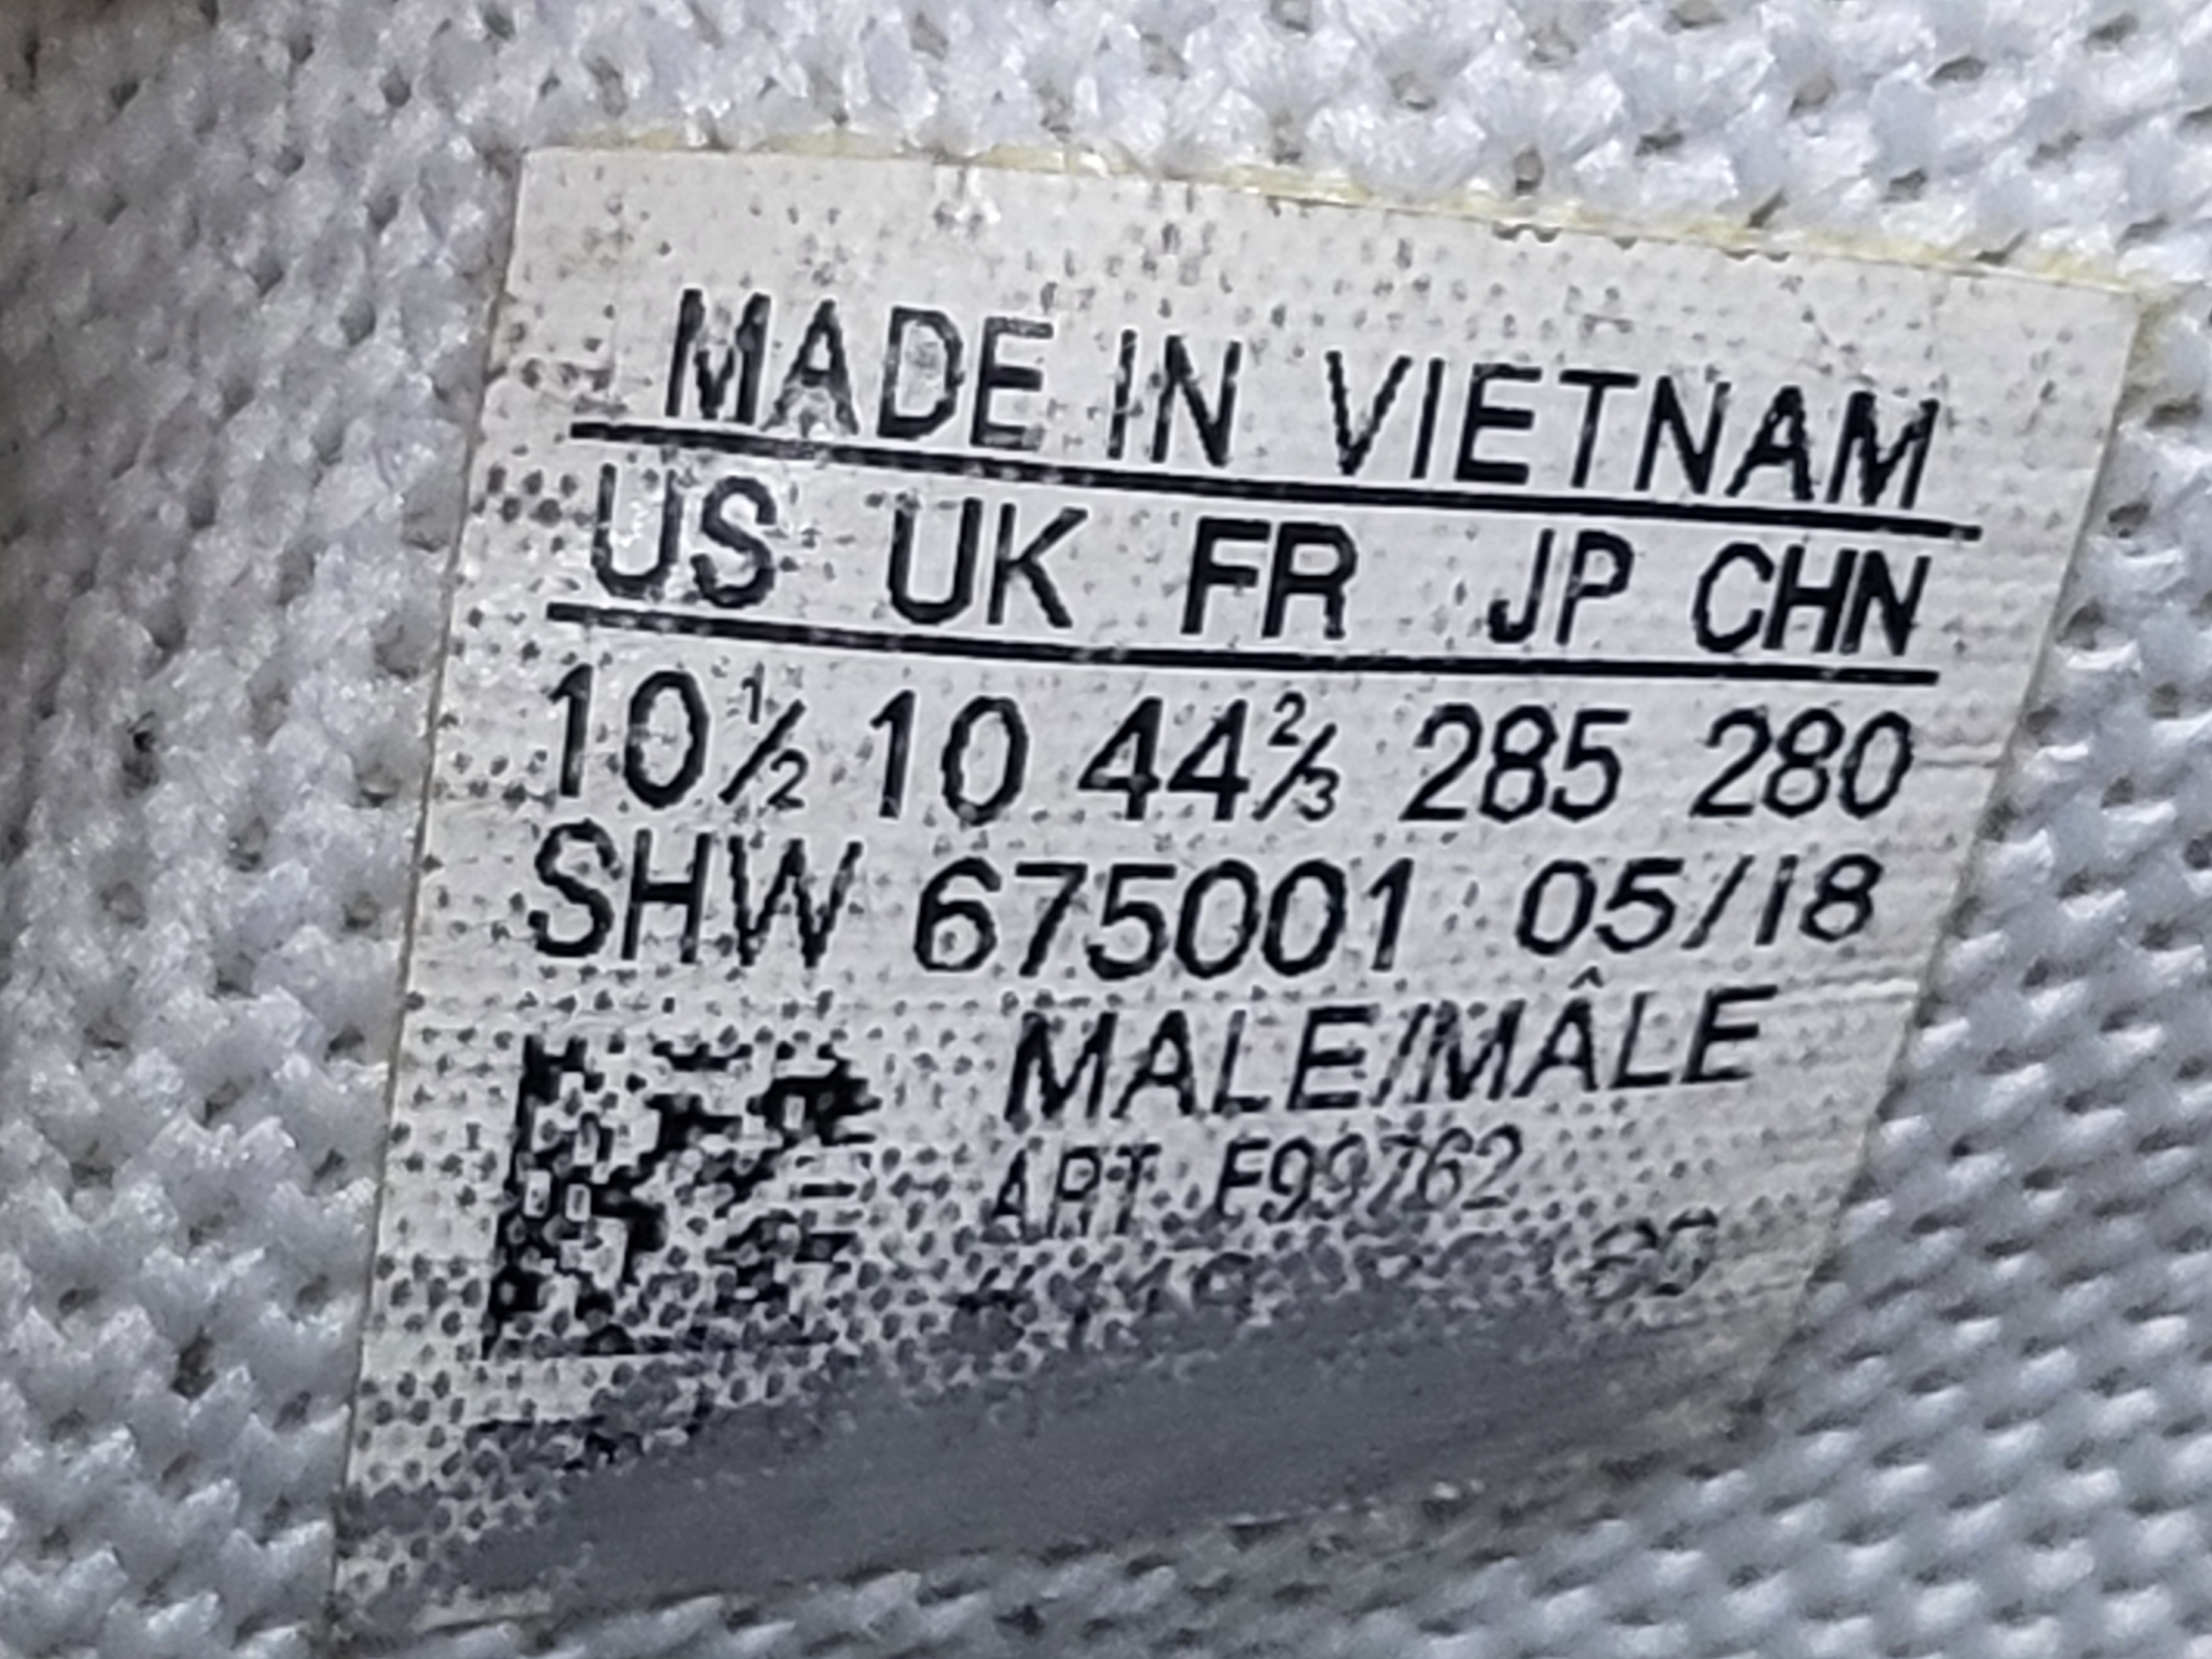 MADE IN VIETNAM
US UK FR JP CHN
10½ 10 44⅔ 285 280
SHW 675001 05/18
MALE/MÂLE
ART F99762